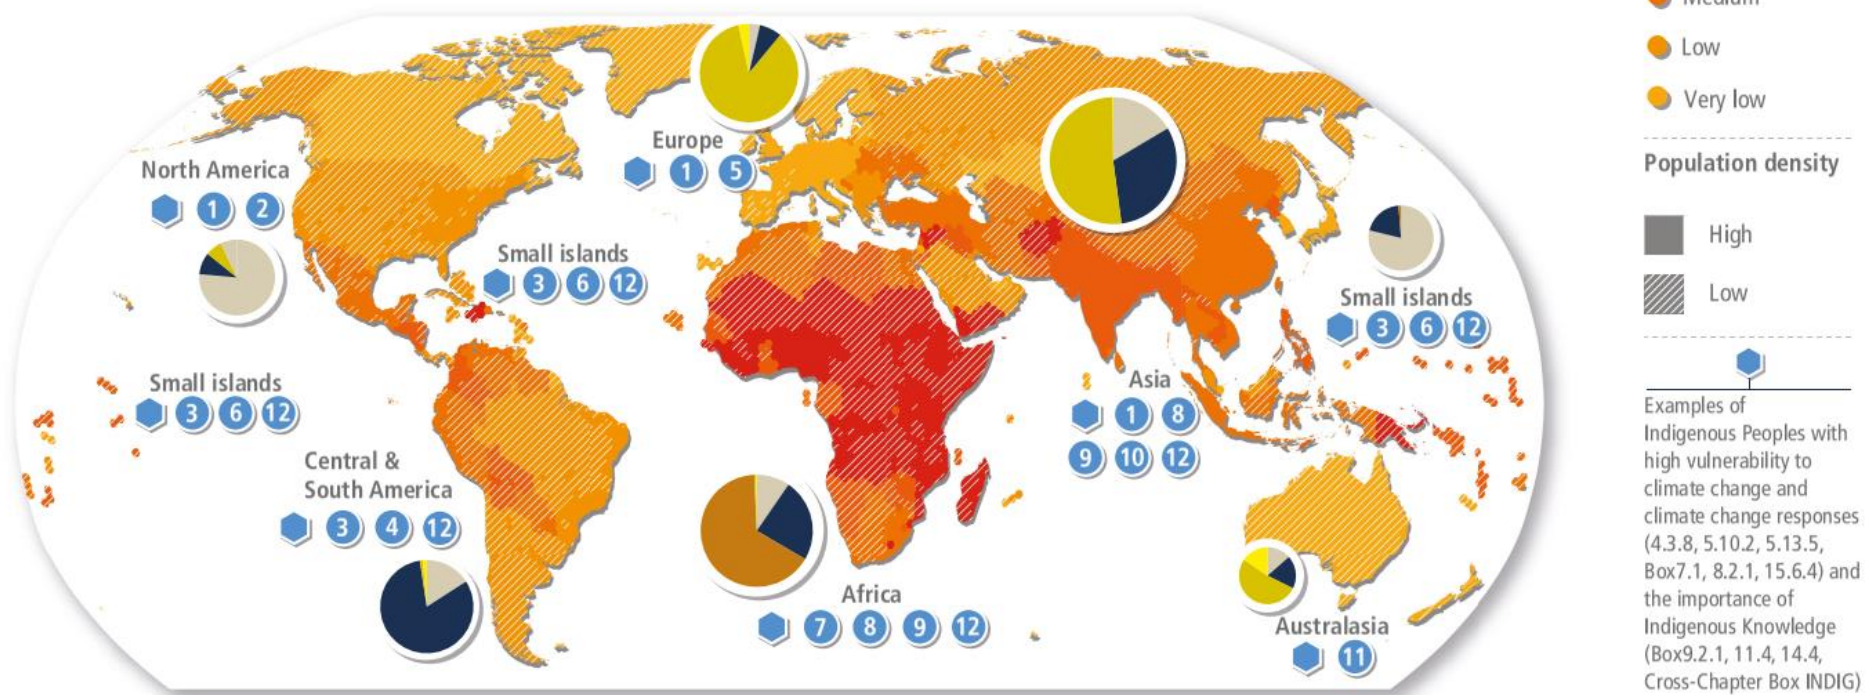 Medium
Low
Very low
Population density
High
Low
Examples of
Indigenous Peoples with
high vulnerability to
climate change and
climate change responses
(4.3.8, 5.10.2, 5.13.5,
Box7.1, 8.2.1, 15.6.4) and
the importance of
Indigenous Knowledge
(Box9.2.1, 11.4, 14.4,
Cross-Chapter Box INDIG)
North America
1 2
Europe
1 5
Small islands
3 6 12
Small islands
3 6 12
Small islands
3 6 12
Central &
South America
3 4 12
Africa
7 8 9 12
Asia
1 8
9 10 12
Australasia
11